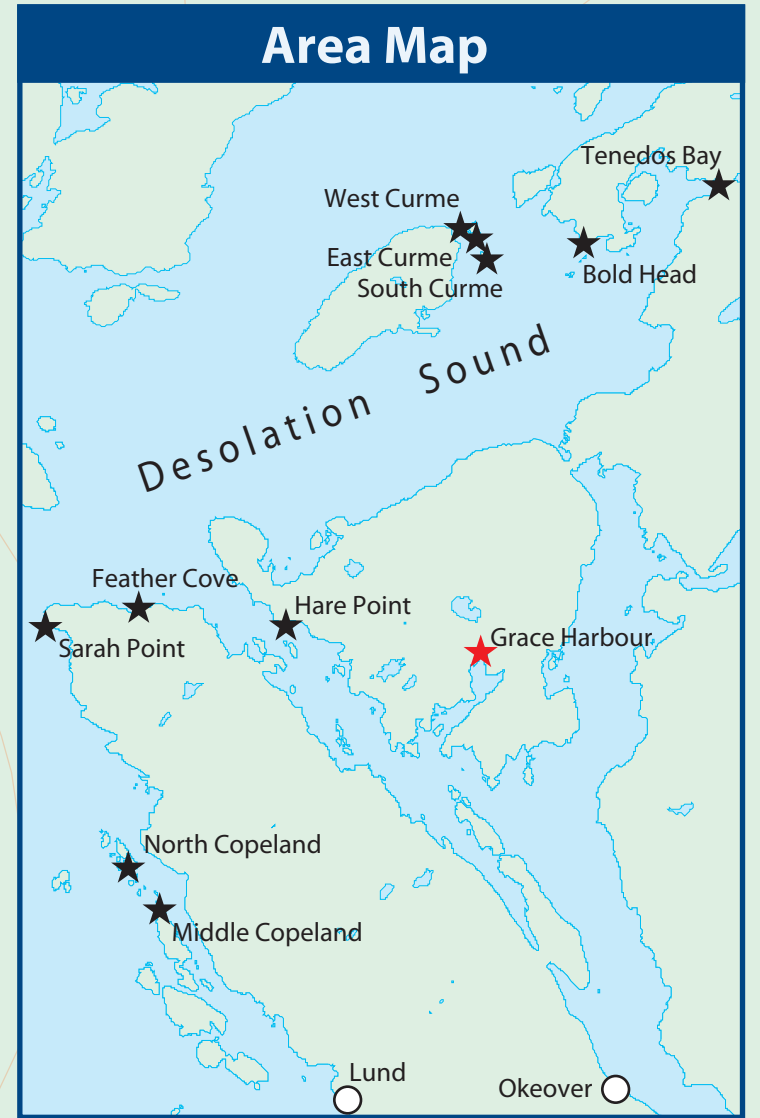 Area Map
Tenedos Bay
West Curme
East Curme
Bold Head
South Curme
Desolation Sound
Feather Cove
Hare Point
Grace Harbour
Sarah Point
North Copeland
Middle Copeland
Lund
Okeover